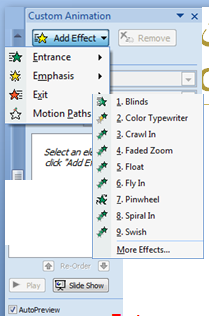 Custom Animation
Add Effect
Remove
Entrance
Emphasis
Exit
Motion Paths
1. Blinds
2. Color Typewriter
3. Crawl In
4. Faded Zoom
5. Float
6. Fly In
7. Pinwheel
8. Spiral In
9. Swish
More Effects...
Select an ele
click "Add Ef
Re-Order
Play
Slide Show
AutoPreview